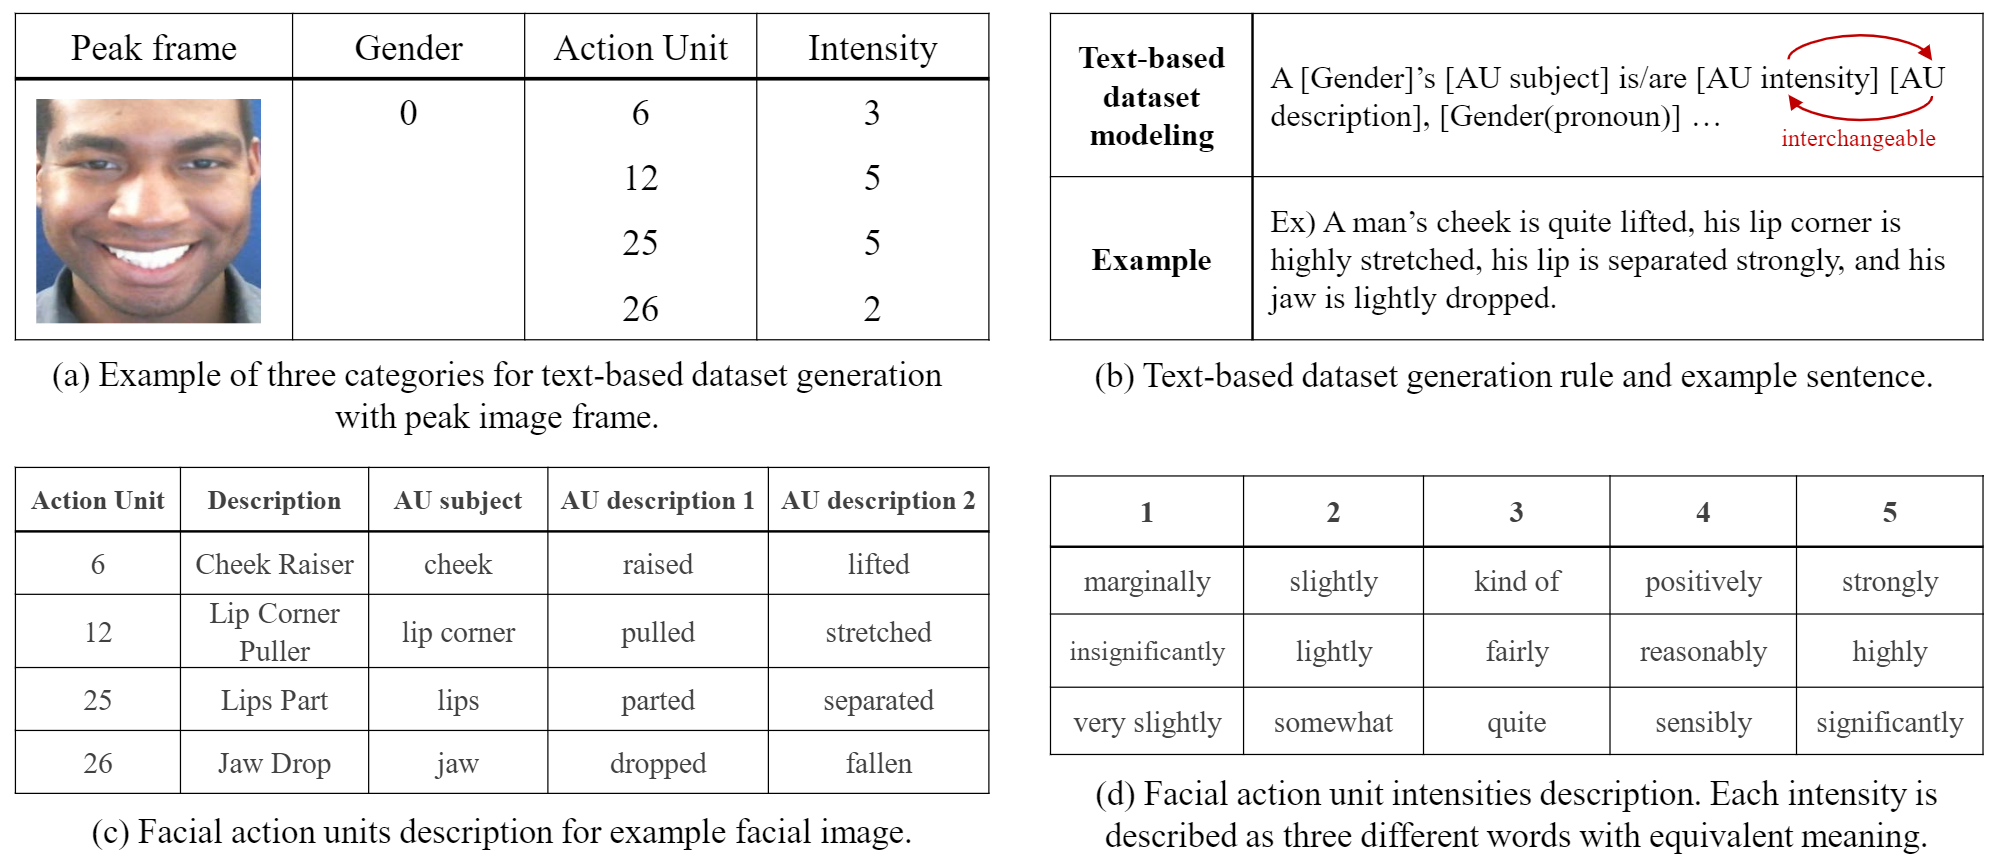 Peak frame Gender Action Unit Intensity
0 6 3
12 5
25 5
26 2
(a) Example of three categories for text-based dataset generation
with peak image frame.
Text-based
dataset
modeling
A [Gender]’s [AU subject] is/are [AU intensity] [AU
description], [Gender(pronoun)] …
interchangeable
Example
Ex) A man’s cheek is quite lifted, his lip corner is
highly stretched, his lip is separated strongly, and his
jaw is lightly dropped.
(b) Text-based dataset generation rule and example sentence.
Action Unit Description AU subject AU description 1 AU description 2
6 Cheek Raiser cheek raised lifted
12 Lip Corner Puller lip corner pulled stretched
25 Lips Part lips parted separated
26 Jaw Drop jaw dropped fallen
(c) Facial action units description for example facial image.
1 2 3 4 5
marginally slightly kind of positively strongly
insignificantly lightly fairly reasonably highly
very slightly somewhat quite sensibly significantly
(d) Facial action unit intensities description. Each intensity is
described as three different words with equivalent meaning.